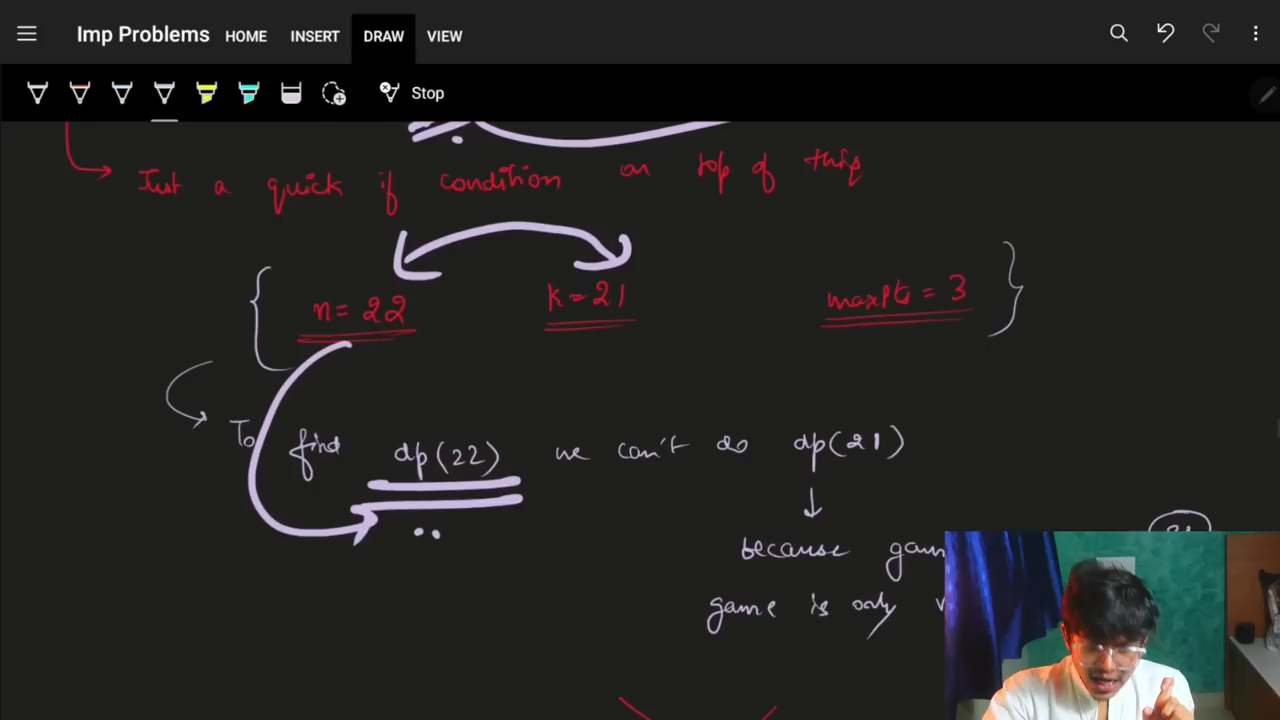 Imp Problems HOME INSERT DRAW VIEW
Stop
Just a quick if condition on top of this
n = 22 k = 21 maxPts = 3
To find dp(22) we can't do dp(21)
because
game is only